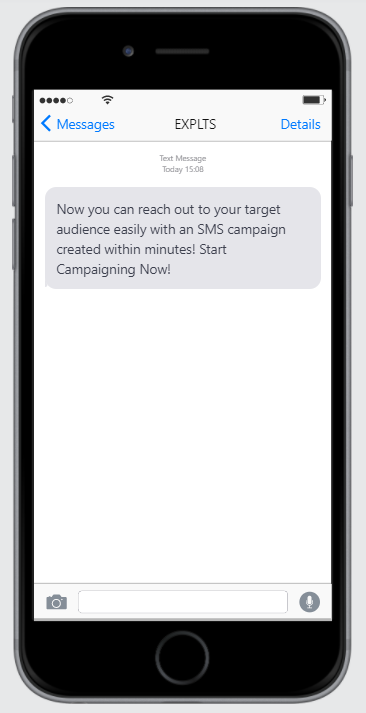 Messages EXPLTS Details
Text Message
Today 15:08
Now you can reach out to your target
audience easily with an SMS campaign
created within minutes! Start
Campaigning Now!